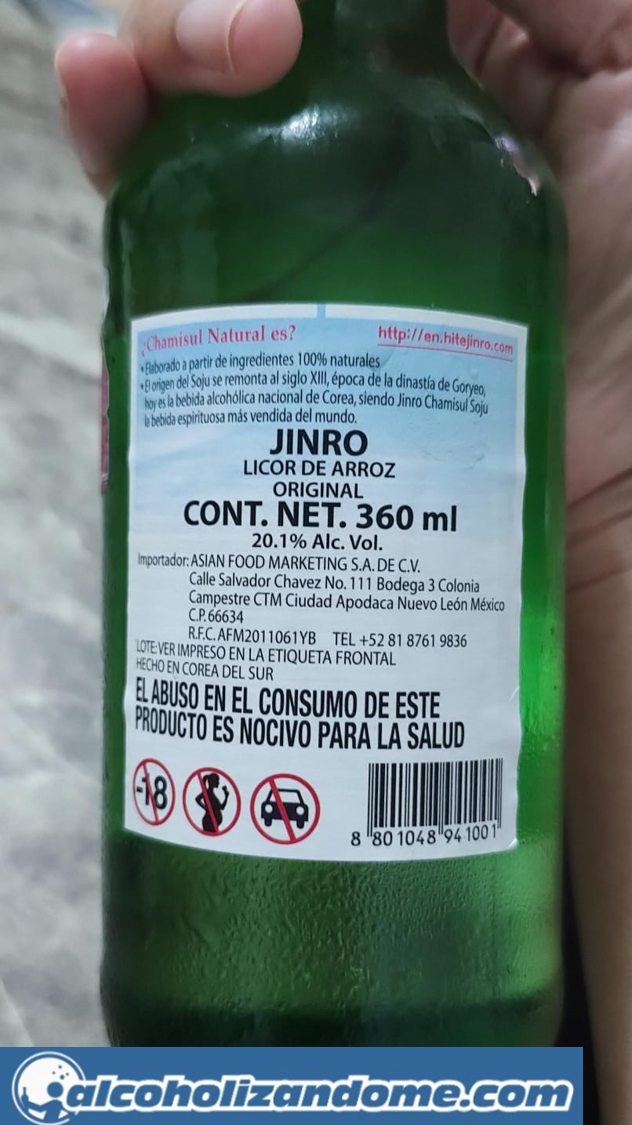 ¿Chamisul Natural es?
http://en.hitejinro.com
•Elaborado a partir de ingredientes 100% naturales
•El origen del Soju se remonta al siglo XIII, época de la dinastía de Goryeo,
hoy es la bebida alcohólica nacional de Corea, siendo Jinro Chamisul Soju
la bebida espirituosa más vendida del mundo.
JINRO
LICOR DE ARROZ
ORIGINAL
CONT. NET. 360 ml
20.1% Alc. Vol.
Importador: ASIAN FOOD MARKETING S.A. DE C.V.
Calle Salvador Chavez No. 111 Bodega 3 Colonia
Campestre CTM Ciudad Apodaca Nuevo León México
C.P. 66634
R.F.C. AFM2011061YB TEL +52 81 8761 9836
LOTE: VER IMPRESO EN LA ETIQUETA FRONTAL
HECHO EN COREA DEL SUR
EL ABUSO EN EL CONSUMO DE ESTE
PRODUCTO ES NOCIVO PARA LA SALUD
-18
8 801048 941001
alcoholizandome.com